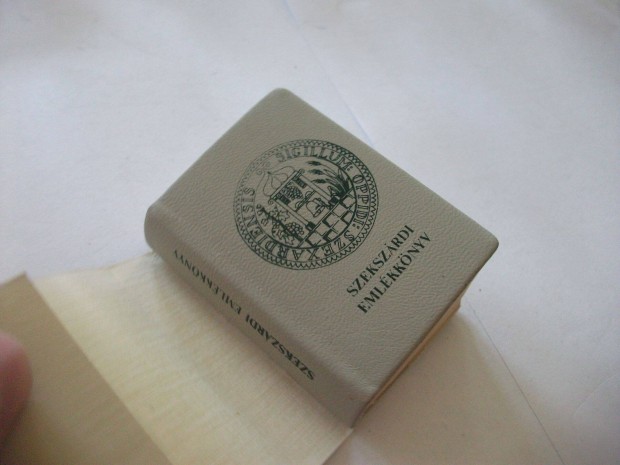 SIGILLUM OPPIDI: SZEXARDIENSIS
SZEKSZÁRDI
EMLÉKKÖNYV
SZEKSZÁRDI EMLÉKKÖNYV